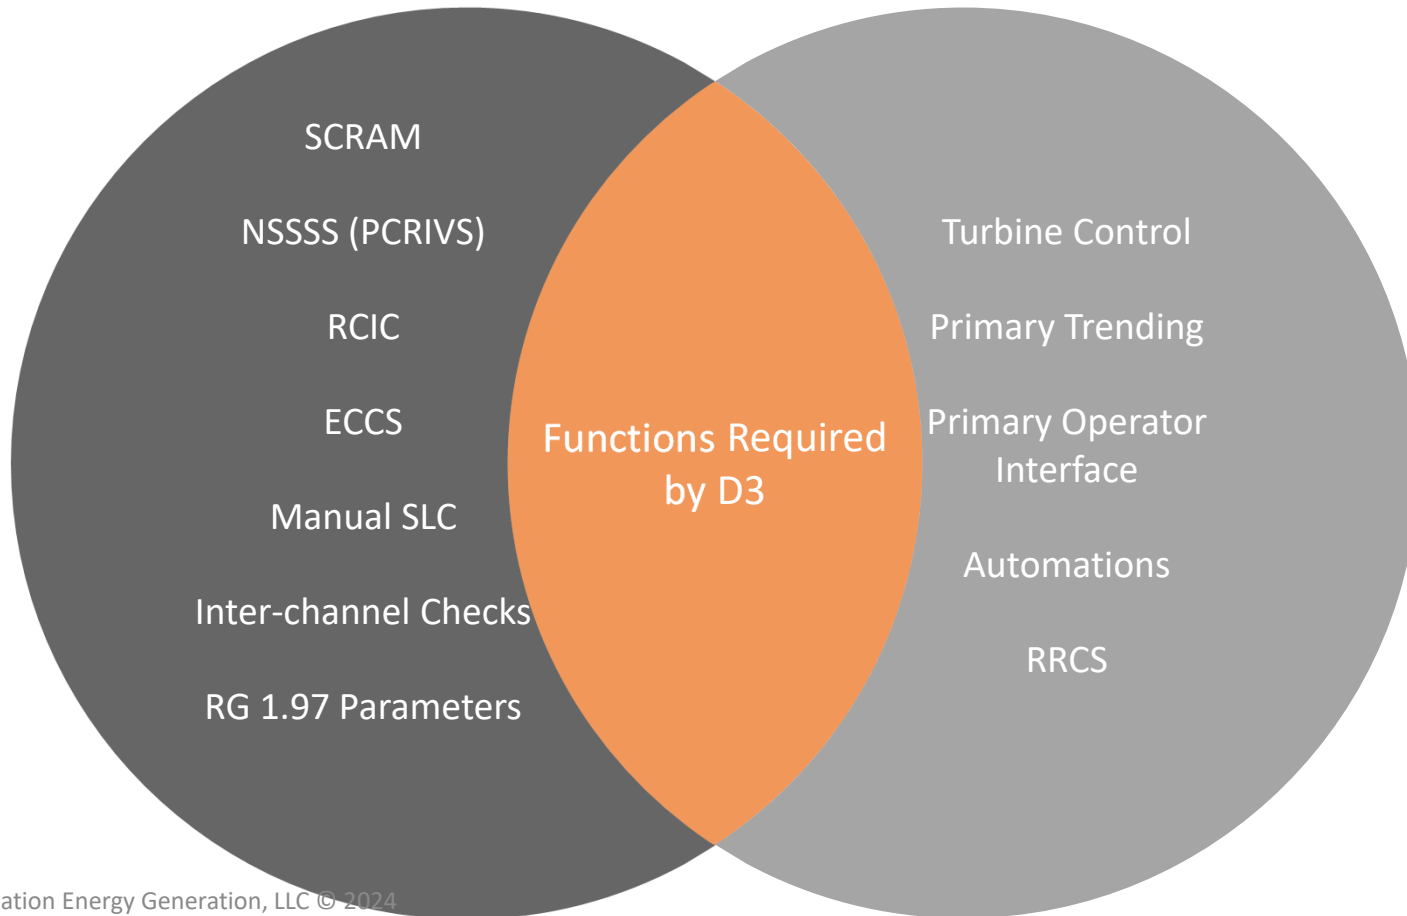 SCRAM
NSSSS (PCRIVS)
RCIC
ECCS
Manual SLC
Inter-channel Checks
RG 1.97 Parameters
Functions Required
by D3
Turbine Control
Primary Trending
Primary Operator
Interface
Automations
RRCS
ation Energy Generation, LLC © 2024